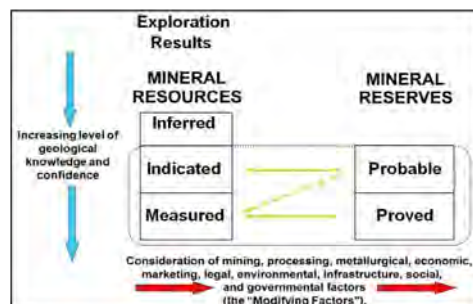 Exploration
Results
MINERAL
RESOURCES
MINERAL
RESERVES
Inferred
Increasing level of
geological
knowledge and
confidence
Indicated
Probable
Measured
Proved
Consideration of mining, processing, metallurgical, economic,
marketing, legal, environmental, infrastructure, social,
and governmental factors
(the "Modifying Factors").